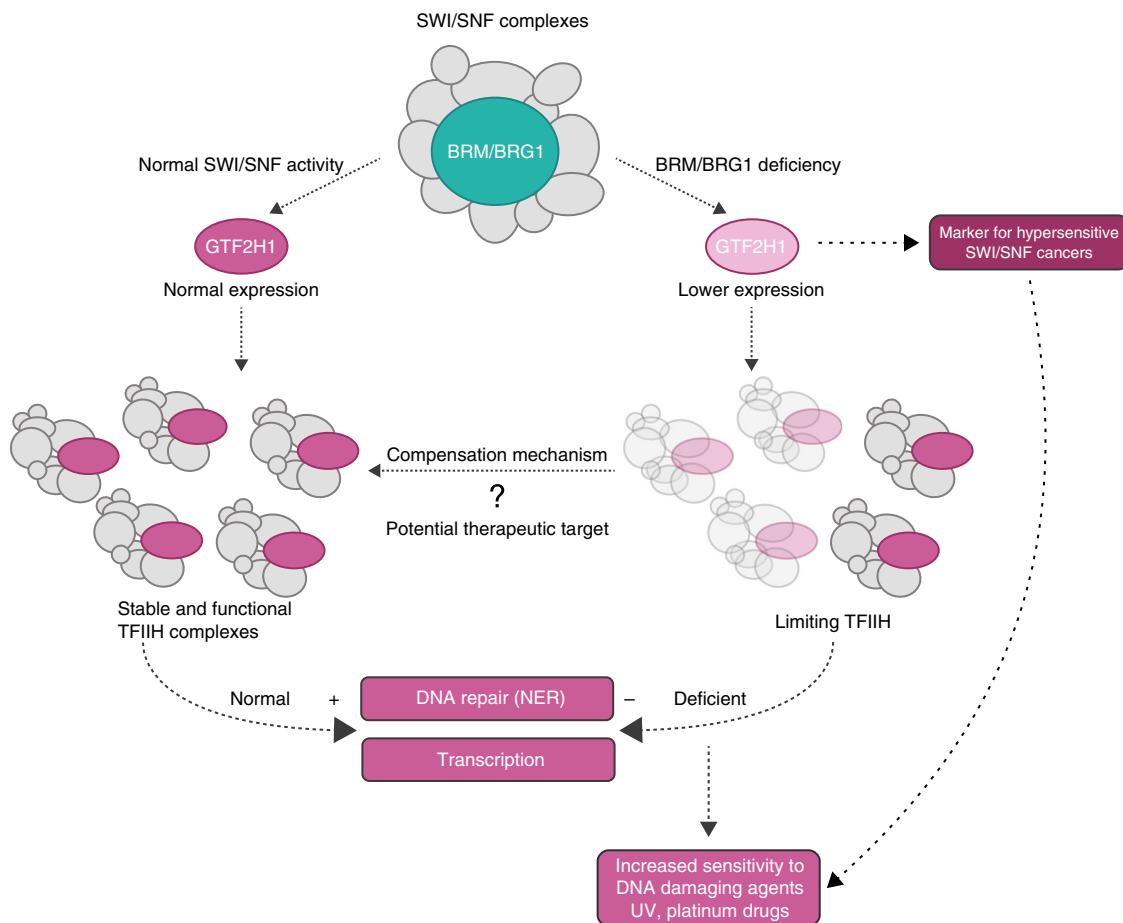 SWI/SNF complexes
BRM/BRG1
Normal SWI/SNF activity
BRM/BRG1 deficiency
GTF2H1
GTF2H1
Marker for hypersensitive
SWI/SNF cancers
Normal expression
Lower expression
Compensation mechanism
?
Potential therapeutic target
Stable and functional
TFIIH complexes
Limiting TFIIH
Normal + DNA repair (NER) – Deficient
Transcription
Increased sensitivity to
DNA damaging agents
UV, platinum drugs